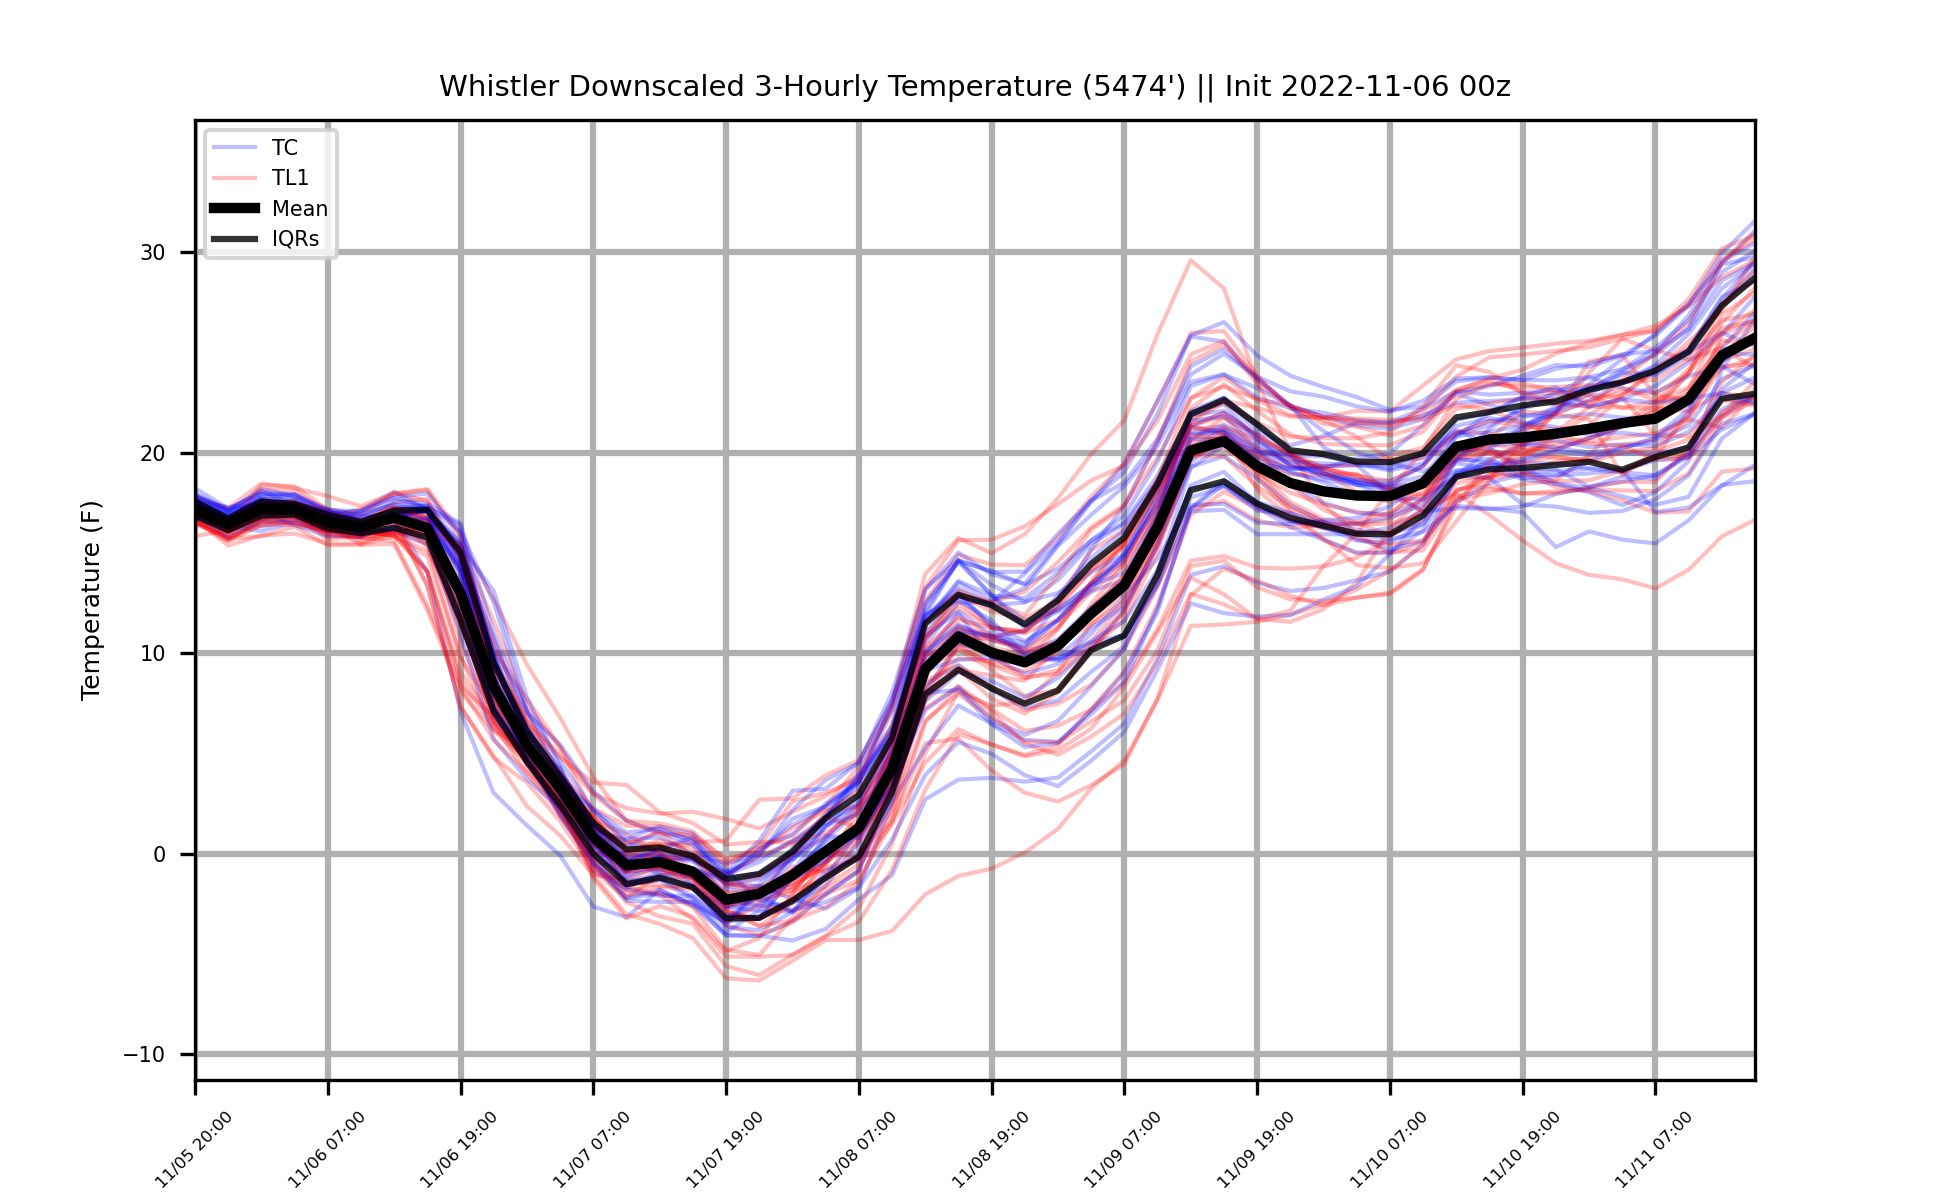 Whistler Downscaled 3-Hourly Temperature (5474') || Init 2022-11-06 00z
TC
TL1
Mean
IQRs
Temperature (F)
30
20
10
0
−10
11/05 20:00
11/06 07:00
11/06 19:00
11/07 07:00
11/07 19:00
11/08 07:00
11/08 19:00
11/09 07:00
11/09 19:00
11/10 07:00
11/10 19:00
11/11 07:00